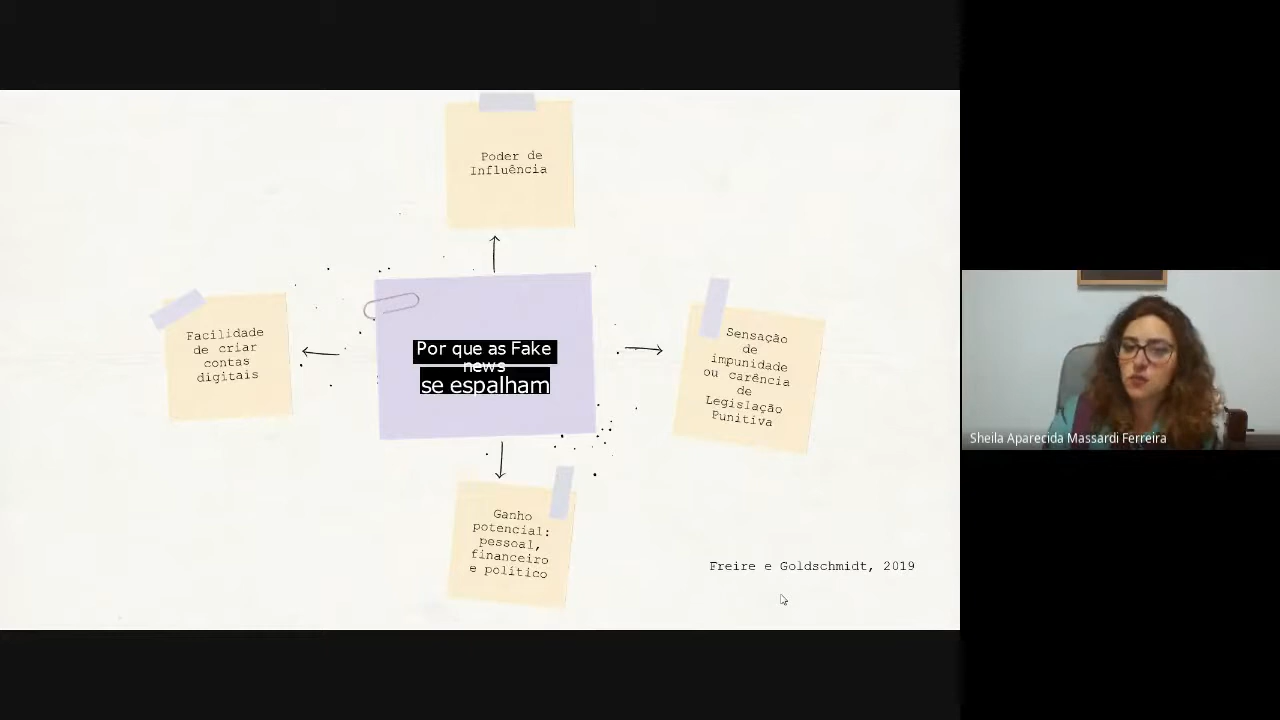 Poder de
Influência
Facilidade
de criar
contas
digitais
Por que as Fake
news
se espalham
Sensação
de
impunidade
ou carência
de
Legislação
Punitiva
Ganho
potencial:
pessoal,
financeiro
e político
Freire e Goldschmidt, 2019
Sheila Aparecida Massardi Ferreira